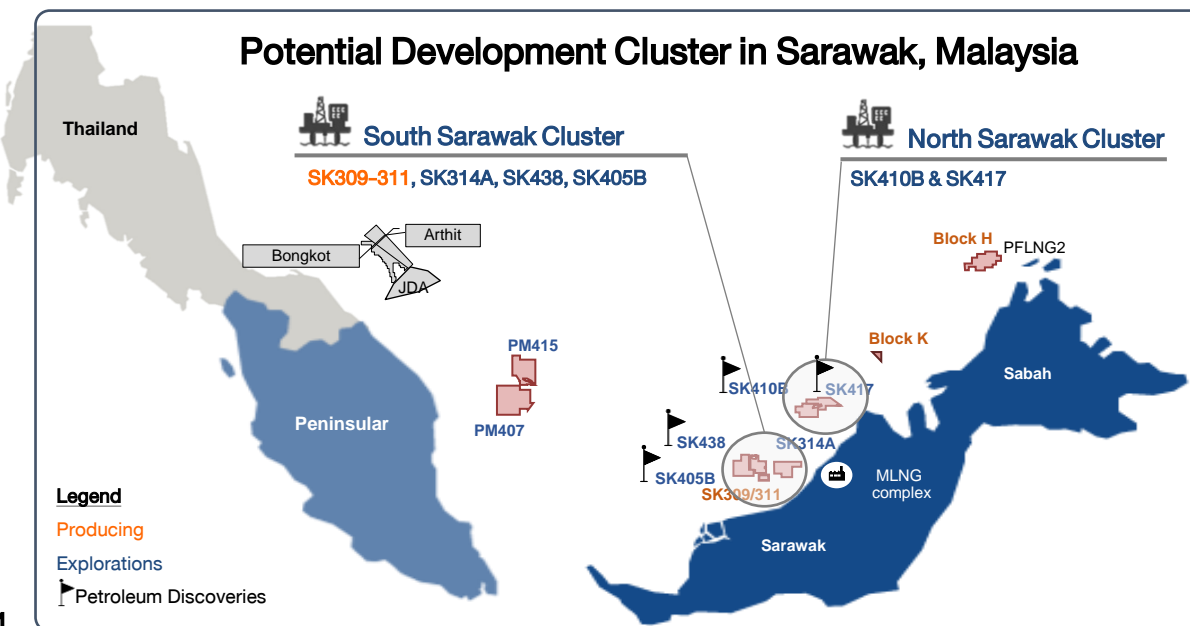 Potential Development Cluster in Sarawak, Malaysia
South Sarawak Cluster
SK309-311, SK314A, SK438, SK405B
North Sarawak Cluster
SK410B & SK417
Thailand
Arthit
Bongkot
JDA
Block H
PFLNG2
Block K
PM415
PM407
Peninsular
Sabah
SK410B
SK417
SK438
SK314A
SK405B
SK309/311
MLNG
complex
Sarawak
Legend
Producing
Explorations
Petroleum Discoveries